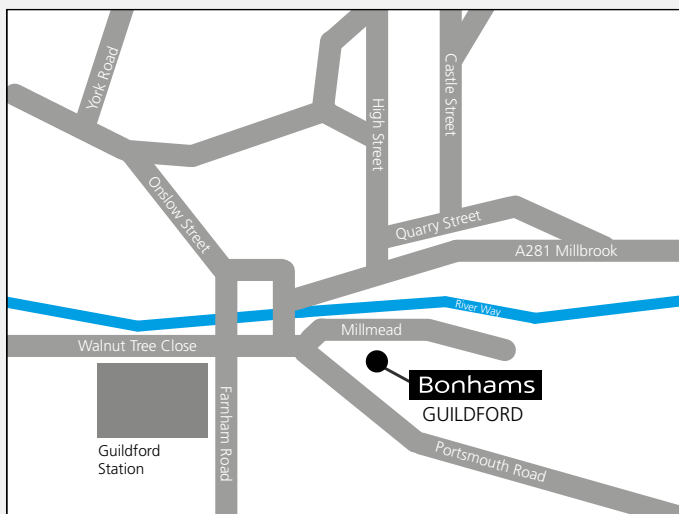 York Road
High Street
Castle Street
Onslow Street
Quarry Street
A281 Millbrook
River Way
Millmead
Walnut Tree Close
Bonhams
GUILDFORD
Farnham Road
Guildford
Station
Portsmouth Road